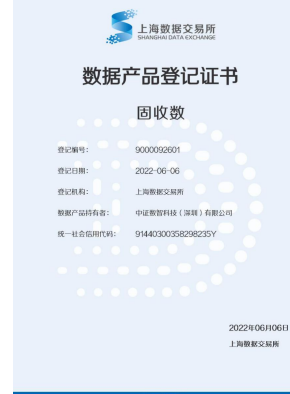 上海数据交易所
SHANGHAI DATA EXCHANGE
数据产品登记证书
固收数
登记编号： 9000092601
登记日期： 2022-06-06
登记机构： 上海数据交易所
数据产品持有者： 中证数智科技（深圳）有限公司
统一社会信用代码： 91440300358298235Y
2022年06月06日
上海数据交易所